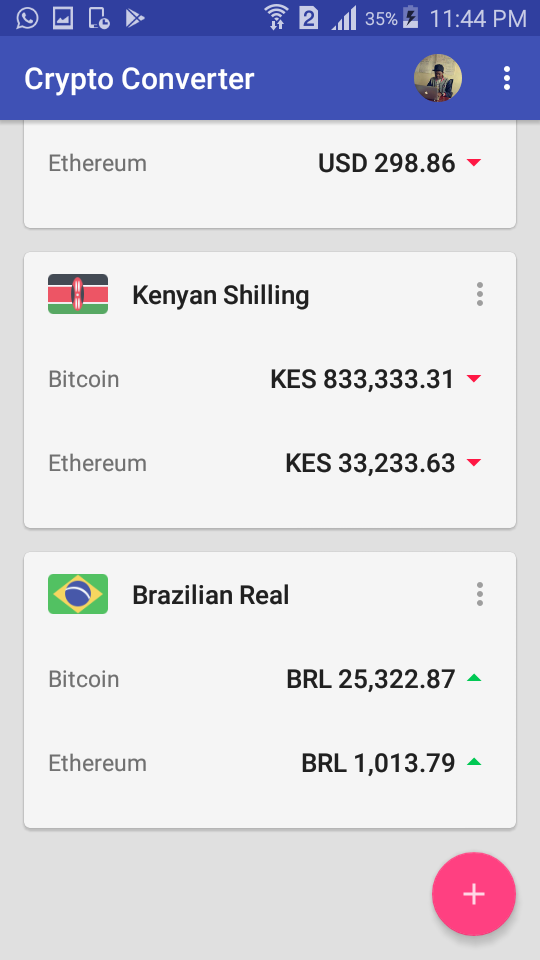 2 35% 11:44 PM
Crypto Converter
Ethereum USD 298.86
Kenyan Shilling
Bitcoin KES 833,333.31
Ethereum KES 33,233.63
Brazilian Real
Bitcoin BRL 25,322.87
Ethereum BRL 1,013.79
+